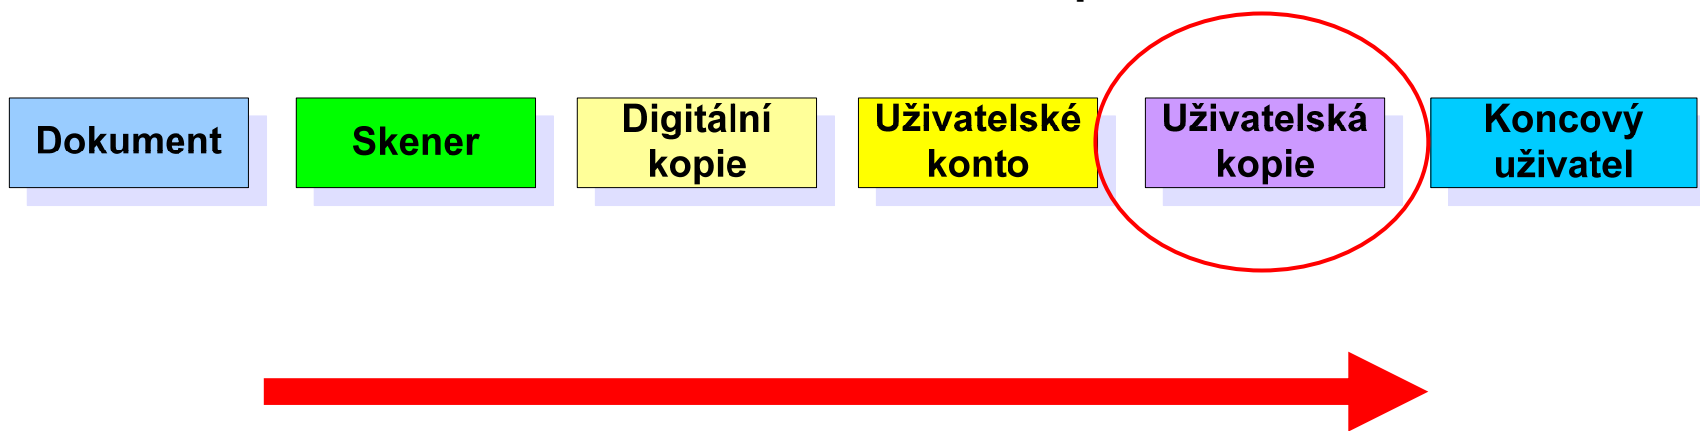 Dokument
Skener
Digitální
kopie
Uživatelské
konto
Uživatelská
kopie
Koncový
uživatel